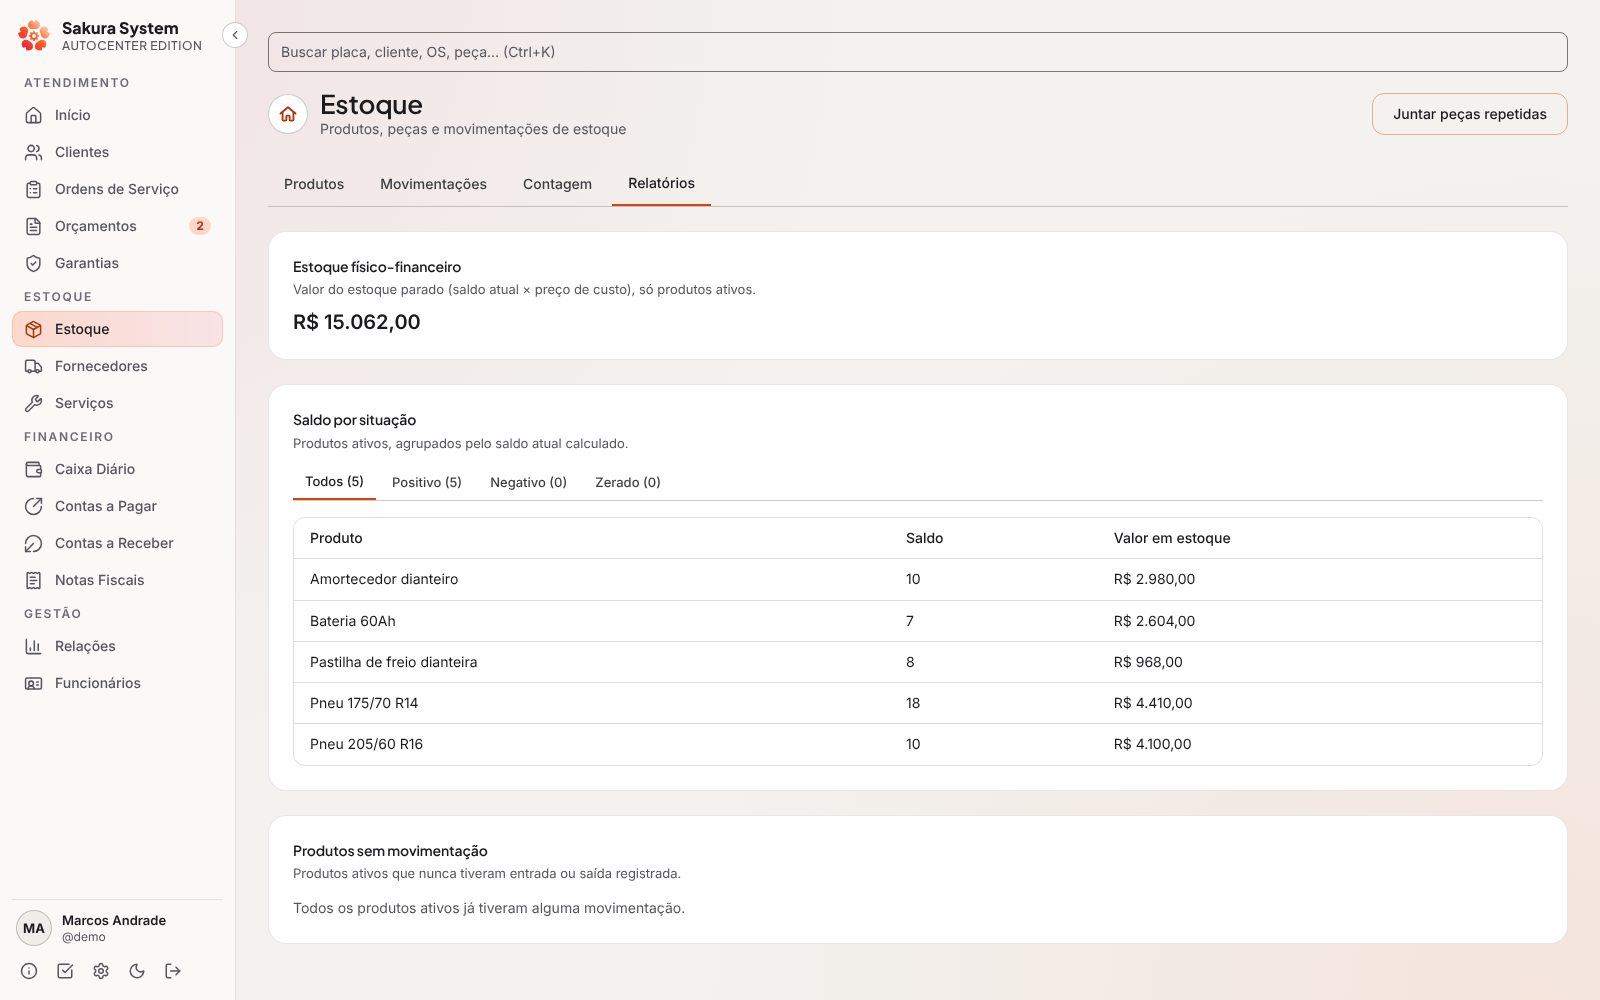 Sakura System
AUTOCENTER EDITION
ATENDIMENTO
Início
Clientes
Ordens de Serviço
Orçamentos 2
Garantias
ESTOQUE
Estoque
Fornecedores
Serviços
FINANCEIRO
Caixa Diário
Contas a Pagar
Contas a Receber
Notas Fiscais
GESTÃO
Relações
Funcionários
MA
Marcos Andrade
@demo
Buscar placa, cliente, OS, peça... (Ctrl+K)
Estoque
Produtos, peças e movimentações de estoque
Juntar peças repetidas
Produtos Movimentações Contagem Relatórios
Estoque físico-financeiro
Valor do estoque parado (saldo atual × preço de custo), só produtos ativos.
R$ 15.062,00
Saldo por situação
Produtos ativos, agrupados pelo saldo atual calculado.
Todos (5) Positivo (5) Negativo (0) Zerado (0)
Produto Saldo Valor em estoque
Amortecedor dianteiro 10 R$ 2.980,00
Bateria 60Ah 7 R$ 2.604,00
Pastilha de freio dianteira 8 R$ 968,00
Pneu 175/70 R14 18 R$ 4.410,00
Pneu 205/60 R16 10 R$ 4.100,00
Produtos sem movimentação
Produtos ativos que nunca tiveram entrada ou saída registrada.
Todos os produtos ativos já tiveram alguma movimentação.